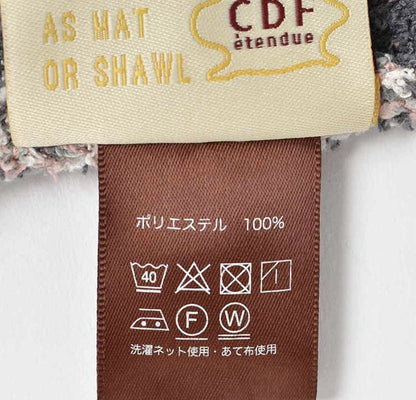 AS MAT
OR SHAWL
CDF
étendue
ポリエステル 100%
40
F W
洗濯ネット使用・あて布使用